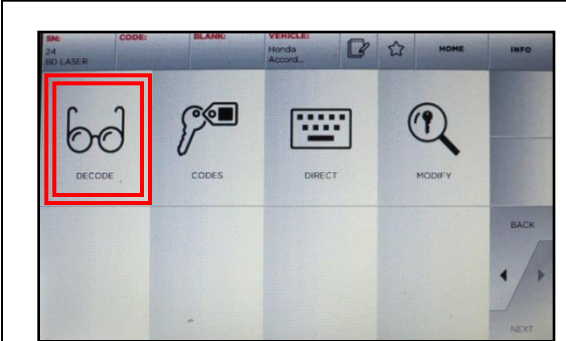 SN: CODE: BLANK: VEHICLE:
24 Honda HOME INFO
BD LASER Accord...
DECODE CODES DIRECT MODIFY
BACK
NEXT